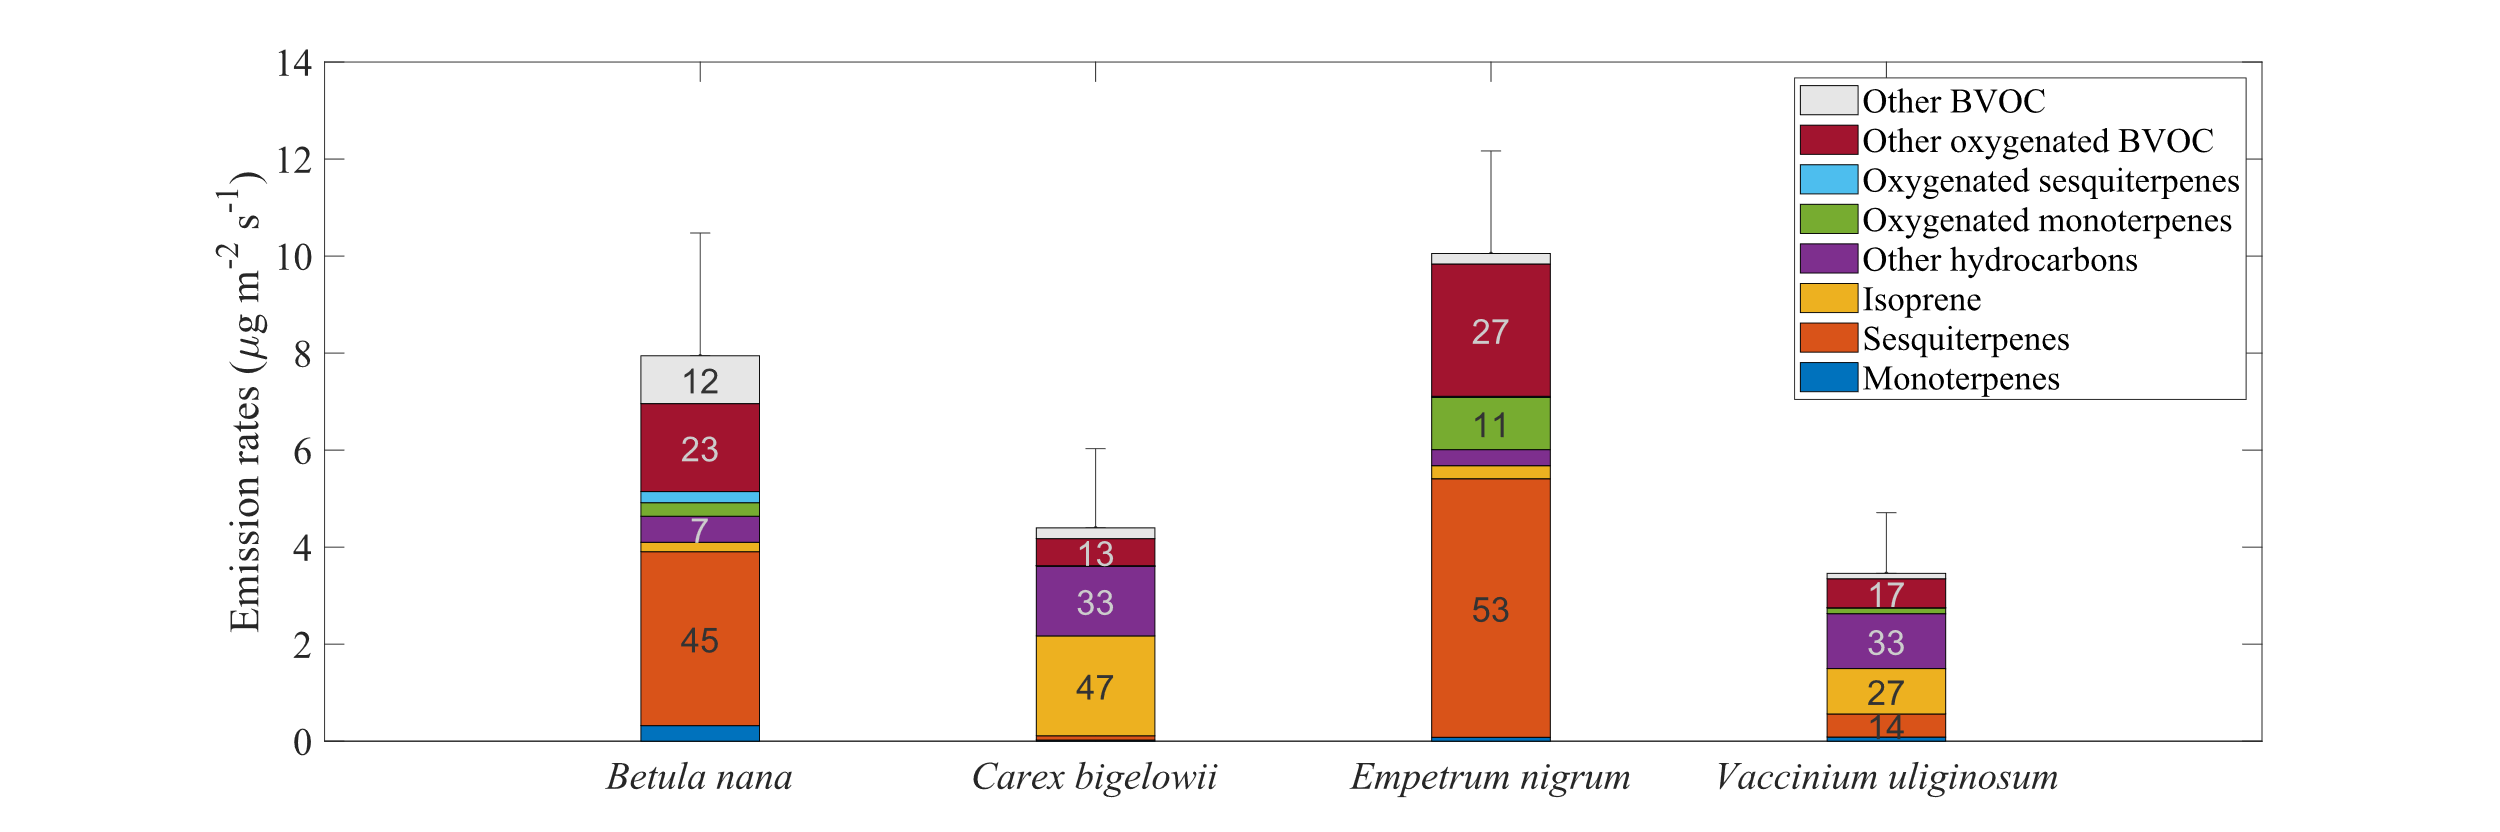 Emission rates (μg m-2 s-1)
14
12
10
8
6
4
2
0
12
23
7
45
13
33
47
27
11
53
17
33
27
14
Betula nana
Carex bigelowii
Empetrum nigrum
Vaccinium uliginosum
Other BVOC
Other oxygenated BVOC
Oxygenated sesquiterpenes
Oxygenated monoterpenes
Other hydrocarbons
Isoprene
Sesquiterpenes
Monoterpenes